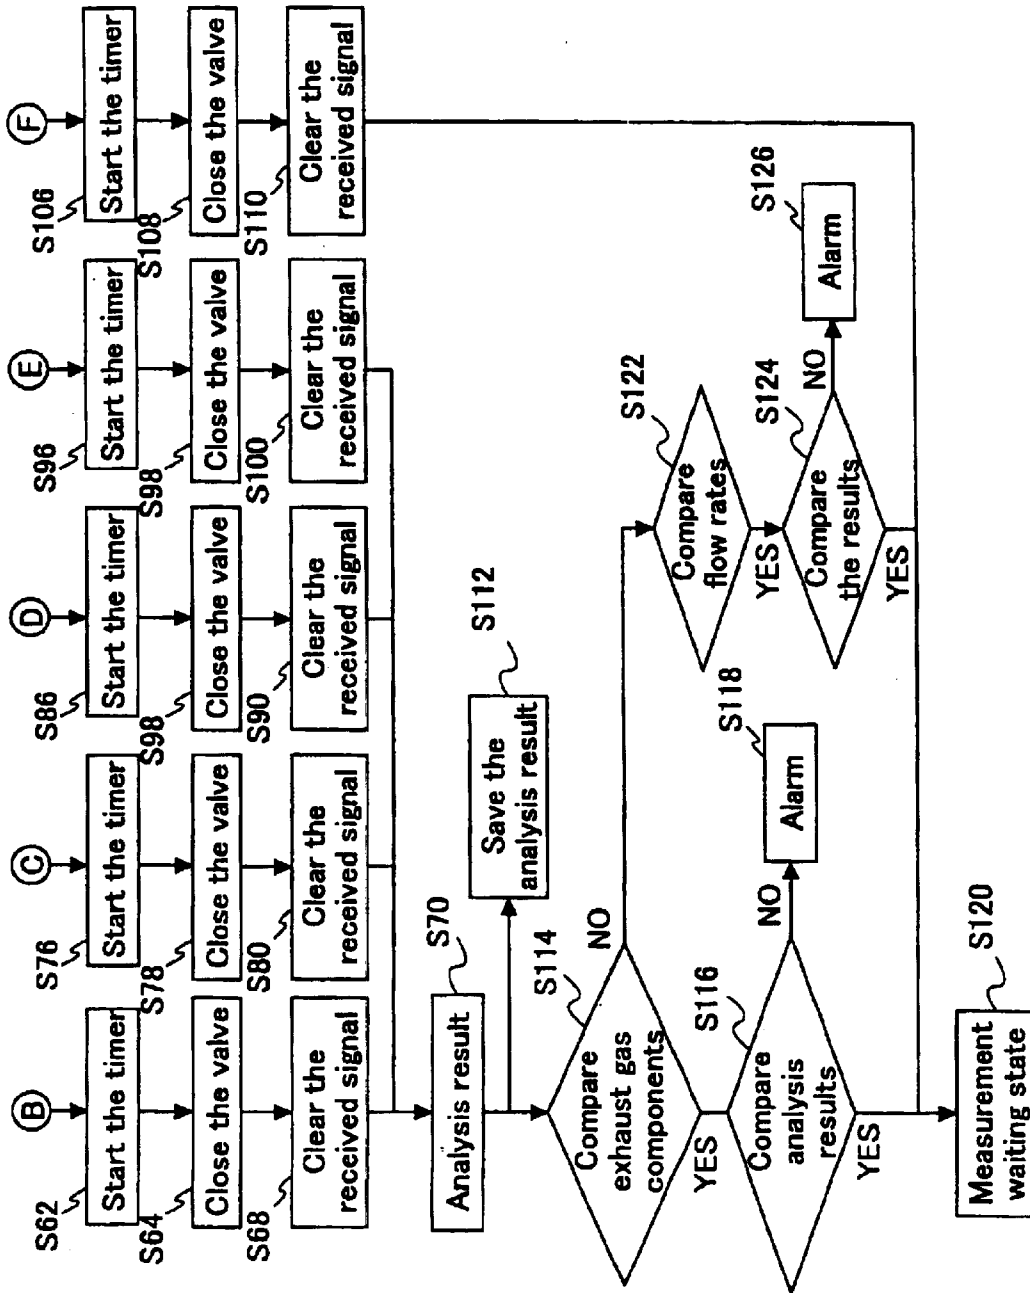 B
S62
Start the timer
S64
Close the valve
S68
Clear the
received signal
C
S76
Start the timer
S78
Close the valve
S80
Clear the
received signal
D
S86
Start the timer
S98
Close the valve
S90
Clear the
received signal
E
S96
Start the timer
S98
Close the valve
S100
Clear the
received signal
F
S106
Start the timer
S108
Close the valve
S110
Clear the
received signal
S70
Analysis result
S112
Save the
analysis result
S114
Compare
exhaust gas
components
NO
YES
S116
Compare
analysis
results
NO
YES
S118
Alarm
S122
Compare
flow rates
YES
S124
Compare
the results
NO
YES
S126
Alarm
S120
Measurement
waiting state